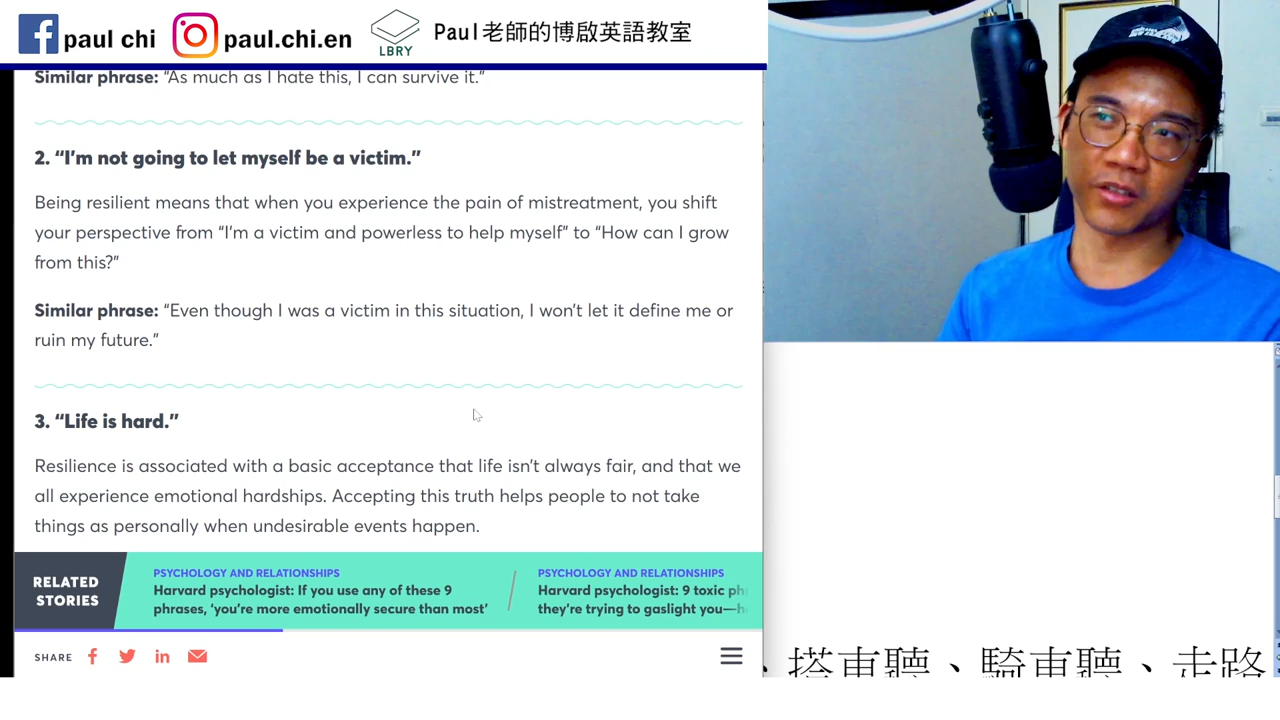 paul chi
paul.chi.en
LBRY
Paul老師的博啟英語教室
Similar phrase: “As much as I hate this, I can survive it.”
2. “I’m not going to let myself be a victim.”
Being resilient means that when you experience the pain of mistreatment, you shift
your perspective from “I’m a victim and powerless to help myself” to “How can I grow
from this?”
Similar phrase: “Even though I was a victim in this situation, I won’t let it define me or
ruin my future.”
3. “Life is hard.”
Resilience is associated with a basic acceptance that life isn’t always fair, and that we
all experience emotional hardships. Accepting this truth helps people to not take
things as personally when undesirable events happen.
RELATED
STORIES
PSYCHOLOGY AND RELATIONSHIPS
Harvard psychologist: If you use any of these 9
phrases, ‘you’re more emotionally secure than most’
PSYCHOLOGY AND RELATIONSHIPS
Harvard psychologist: 9 toxic
they’re trying to gaslight you—
SHARE
、搭車聽、騎車聽、走路